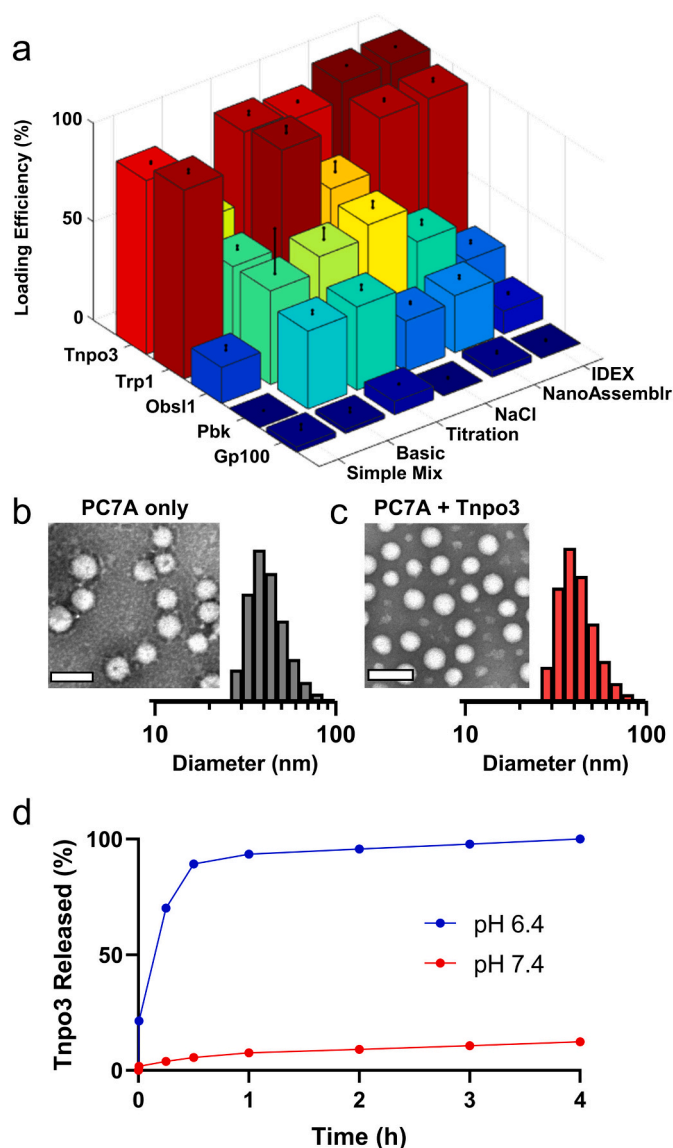 a
Loading Efficiency (%)
100
50
0
Tnpo3
Trp1
Obsl1
Pbk
Gp100
IDEX
NanoAssemblr
NaCl
Titration
Basic
Simple Mix
b
PC7A only
10
100
Diameter (nm)
c
PC7A + Tnpo3
10
100
Diameter (nm)
d
Tnpo3 Released (%)
100
50
0
pH 6.4
pH 7.4
0
1
2
3
4
Time (h)